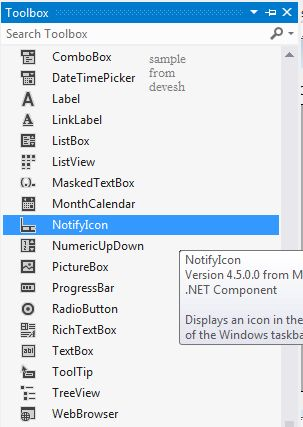 Toolbox
Search Toolbox
ComboBox
sample
from
devesh
DateTimePicker
Label
LinkLabel
ListBox
ListView
MaskedTextBox
MonthCalendar
NotifyIcon
NumericUpDown
PictureBox
ProgressBar
RadioButton
RichTextBox
TextBox
ToolTip
TreeView
WebBrowser
NotifyIcon
Version 4.5.0.0 from M
.NET Component
Displays an icon in the
of the Windows taskba